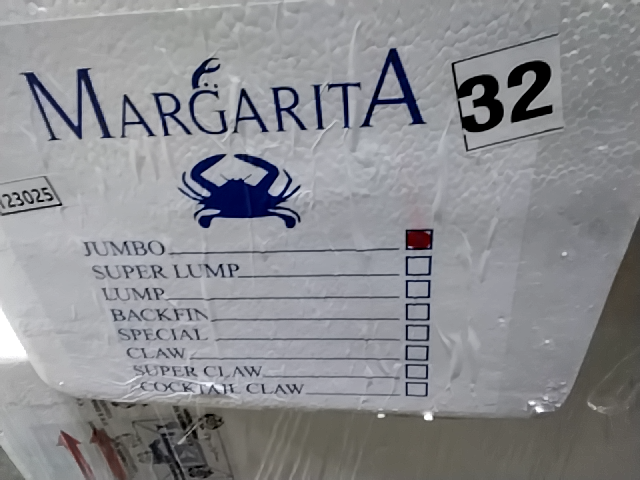 MARGARITA
32
123025
JUMBO
SUPER LUMP
LUMP
BACKFIN
SPECIAL
CLAW
SUPER CLAW
COCKTAIL CLAW